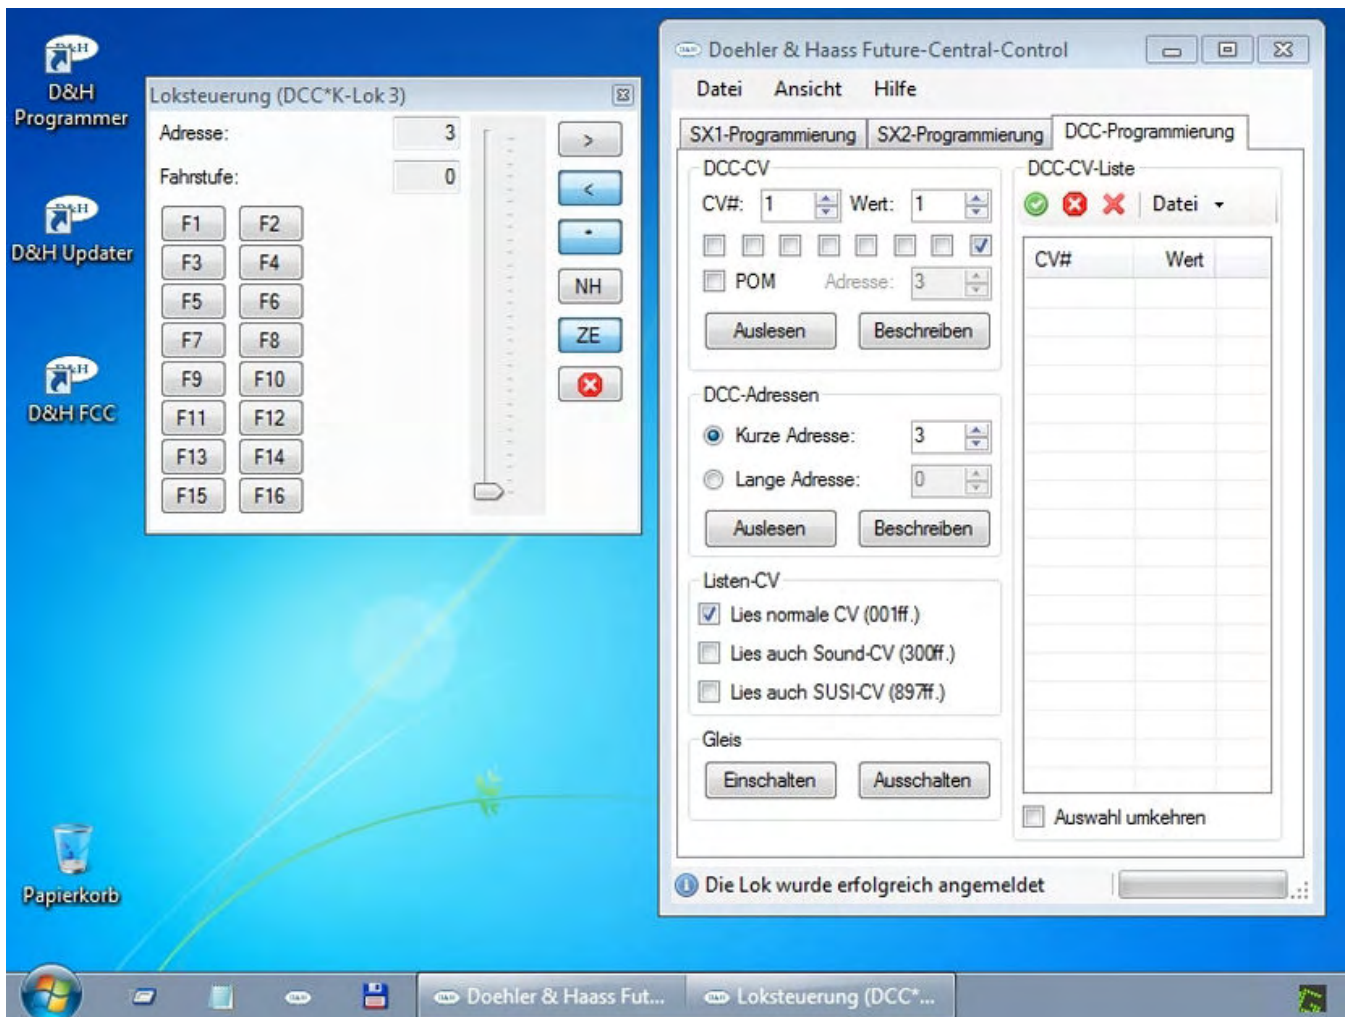 D&H
D&H
Programmer
D&H
D&H Updater
D&H
D&H FCC
Papierkorb
Loksteuerung (DCC*K-Lok 3)
Adresse: 3
Fahrstufe: 0
F1 F2
F3 F4
F5 F6
F7 F8
F9 F10
F11 F12
F13 F14
F15 F16
>
<
*
NH
ZE
D&H Doehler & Haass Future-Central-Control
Datei Ansicht Hilfe
SX1-Programmierung SX2-Programmierung DCC-Programmierung
DCC-CV
CV#: 1 Wert: 1
POM Adresse: 3
Auslesen Beschreiben
DCC-Adressen
Kurze Adresse: 3
Lange Adresse: 0
Auslesen Beschreiben
Listen-CV
Lies normale CV (001ff.)
Lies auch Sound-CV (300ff.)
Lies auch SUSI-CV (897ff.)
Gleis
Einschalten Ausschalten
DCC-CV-Liste
Datei
CV# Wert
Auswahl umkehren
Die Lok wurde erfolgreich angemeldet
D&H D&H Doehler & Haass Fut... D&H Loksteuerung (DCC*...